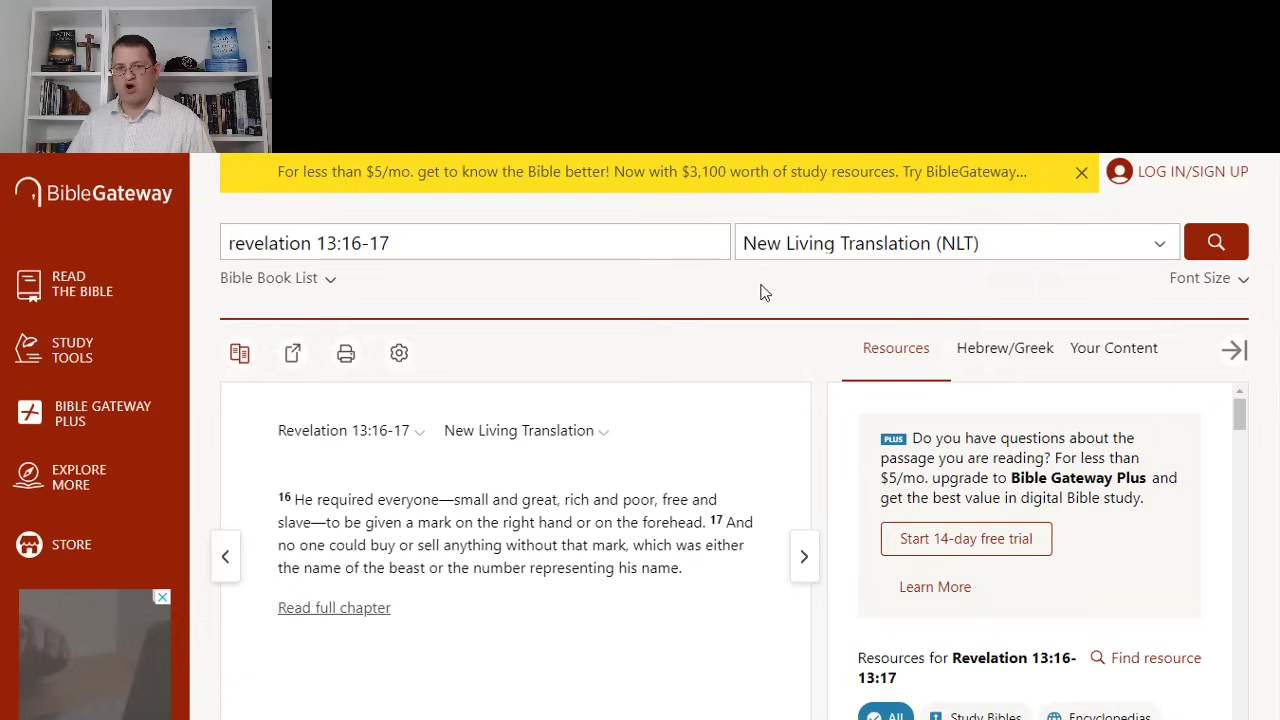 For less than $5/mo. get to know the Bible better! Now with $3,100 worth of study resources. Try BibleGateway...
LOG IN/SIGN UP
BibleGateway
revelation 13:16-17
New Living Translation (NLT)
Bible Book List
Font Size
READ
THE BIBLE
STUDY
TOOLS
BIBLE GATEWAY
PLUS
EXPLORE
MORE
STORE
Resources
Hebrew/Greek
Your Content
Revelation 13:16-17
New Living Translation
16 He required everyone—small and great, rich and poor, free and
slave—to be given a mark on the right hand or on the forehead. 17 And
no one could buy or sell anything without that mark, which was either
the name of the beast or the number representing his name.
Read full chapter
PLUS Do you have questions about the
passage you are reading? For less than
$5/mo. upgrade to Bible Gateway Plus and
get the best value in digital Bible study.
Start 14-day free trial
Learn More
Resources for Revelation 13:16-
13:17
Find resource
All
Study Bibles
Encyclopedias